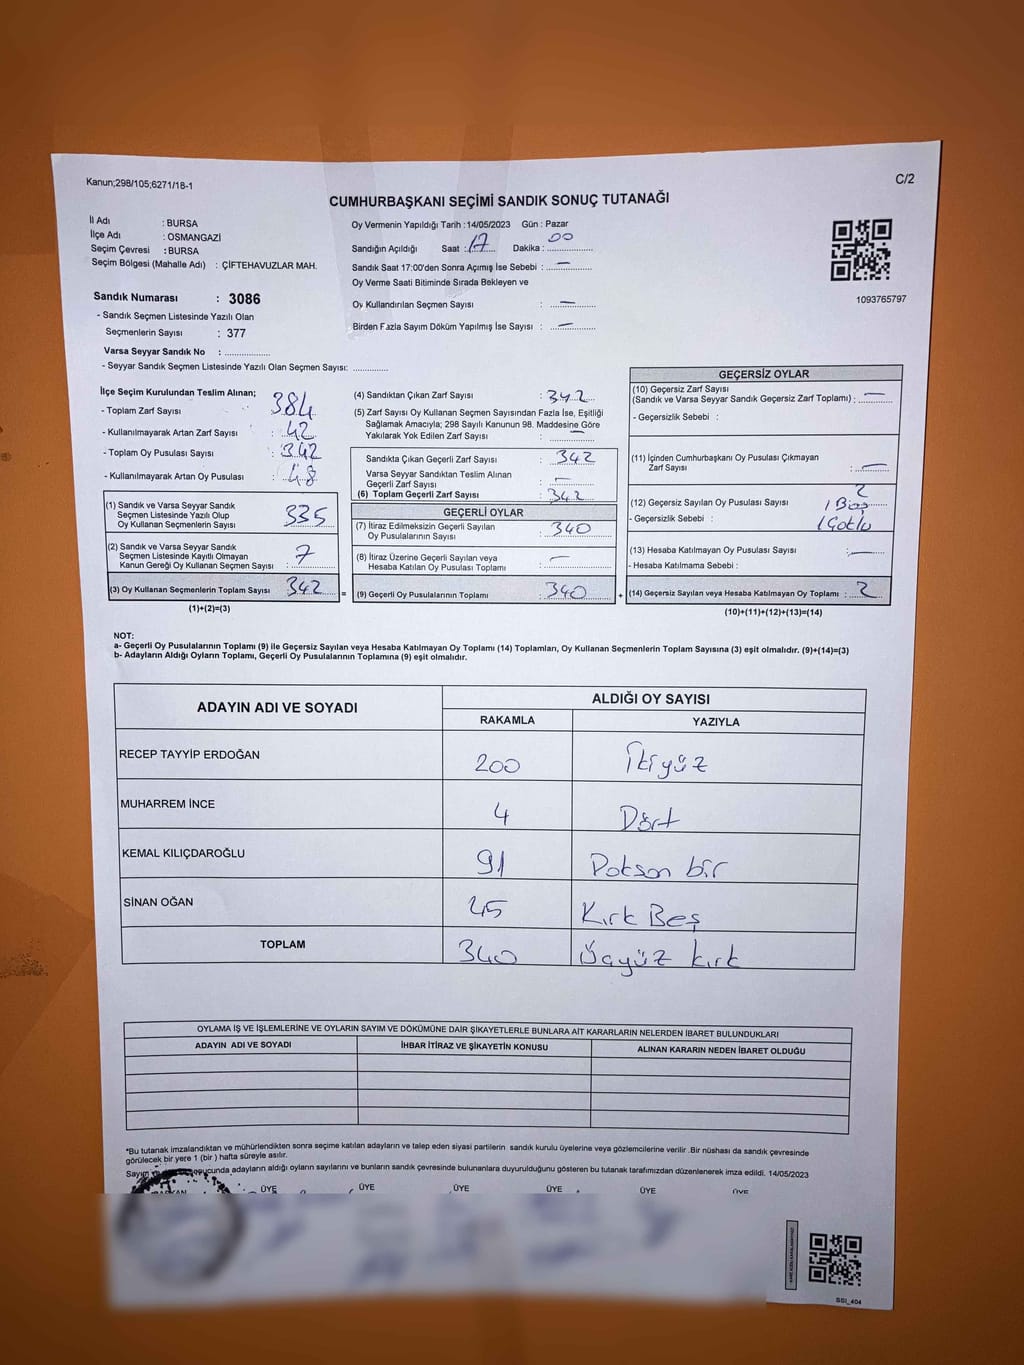 Kanun;298/105;6271/18-1
C/2
CUMHURBAŞKANI SEÇİMİ SANDIK SONUÇ TUTANAĞI
İl Adı : BURSA
İlçe Adı : OSMANGAZİ
Seçim Çevresi : BURSA
Seçim Bölgesi (Mahalle Adı) : ÇİFTEHAVUZLAR MAH.
Sandık Numarası : 3086
- Sandık Seçmen Listesinde Yazılı Olan
Seçmenlerin Sayısı : 377
Varsa Seyyar Sandık No : ................
- Seyyar Sandık Seçmen Listesinde Yazılı Olan Seçmen Sayısı: .............
Oy Vermenin Yapıldığı Tarih : 14/05/2023 Gün : Pazar
Sandığın Açıldığı Saat : 17 Dakika : 00
Sandık Saat 17:00'den Sonra Açımış İse Sebebi : —
Oy Verme Saati Bitiminde Sırada Bekleyen ve
Oy Kullandırılan Seçmen Sayısı : —
Birden Fazla Sayım Döküm Yapılmış İse Sayısı : —
1093765797
İlçe Seçim Kurulundan Teslim Alınan;
- Toplam Zarf Sayısı : 384
- Kullanılmayarak Artan Zarf Sayısı : 42
- Toplam Oy Pusulası Sayısı : 342
- Kullanılmayarak Artan Oy Pusulası : 48
(1) Sandık ve Varsa Seyyar Sandık
Seçmen Listesinde Yazılı Olup
Oy Kullanan Seçmenlerin Sayısı : 335
(2) Sandık ve Varsa Seyyar Sandık
Seçmen Listesinde Kayıtlı Olmayan
Kanun Gereği Oy Kullanan Seçmen Sayısı : 7
(3) Oy Kullanan Seçmenlerin Toplam Sayısı : 342 =
(1)+(2)=(3)
(4) Sandıktan Çıkan Zarf Sayısı : 342
(5) Zarf Sayısı Oy Kullanan Seçmen Sayısından Fazla İse, Eşitliği
Sağlamak Amacıyla; 298 Sayılı Kanunun 98. Maddesine Göre
Yakılarak Yok Edilen Zarf Sayısı : —
Sandıkta Çıkan Geçerli Zarf Sayısı : 342
Varsa Seyyar Sandıktan Teslim Alınan
Geçerli Zarf Sayısı : —
(6) Toplam Geçerli Zarf Sayısı : 342
GEÇERLİ OYLAR
(7) İtiraz Edilmeksizin Geçerli Sayılan
Oy Pusulalarının Sayısı : 340
(8) İtiraz Üzerine Geçerli Sayılan veya
Hesaba Katılan Oy Pusulası Toplamı : —
(9) Geçerli Oy Pusulalarının Toplamı : 340 +
GEÇERSİZ OYLAR
(10) Geçersiz Zarf Sayısı
(Sandık ve Varsa Seyyar Sandık Geçersiz Zarf Toplamı) : —
- Geçersizlik Sebebi :
(11) İçinden Cumhurbaşkanı Oy Pusulası Çıkmayan
Zarf Sayısı : —
2
(12) Geçersiz Sayılan Oy Pusulası Sayısı : 1 Boş
- Geçersizlik Sebebi : 1 Çoklu
(13) Hesaba Katılmayan Oy Pusulası Sayısı : —
- Hesaba Katılmama Sebebi :
(14) Geçersiz Sayılan veya Hesaba Katılmayan Oy Toplamı : 2
(10)+(11)+(12)+(13)=(14)
NOT:
a- Geçerli Oy Pusulalarının Toplamı (9) ile Geçersiz Sayılan veya Hesaba Katılmayan Oy Toplamı (14) Toplamları, Oy Kullanan Seçmenlerin Toplam Sayısına (3) eşit olmalıdır. (9)+(14)=(3)
b- Adayların Aldığı Oyların Toplamı, Geçerli Oy Pusulalarının Toplamına (9) eşit olmalıdır.
ADAYIN ADI VE SOYADI ALDIĞI OY SAYISI
RAKAMLA YAZIYLA
RECEP TAYYİP ERDOĞAN 200 İkiyüz
MUHARREM İNCE 4 Dört
KEMAL KILIÇDAROĞLU 91 Doksan bir
SİNAN OĞAN 45 Kırk Beş
TOPLAM 340 Üçyüz kırk
OYLAMA İŞ VE İŞLEMLERİNE VE OYLARIN SAYIM VE DÖKÜMÜNE DAİR ŞİKAYETLERLE BUNLARA AİT KARARLARIN NELERDEN İBARET BULUNDUKLARI
ADAYIN ADI VE SOYADI İHBAR İTİRAZ VE ŞİKAYETİN KONUSU ALINAN KARARIN NEDEN İBARET OLDUĞU
*Bu tutanak imzalandıktan ve mühürlendikten sonra seçime katılan adayların ve talep eden siyasi partilerin sandık kurulu üyelerine veya gözlemcilerine verilir .Bir nüshası da sandık çevresinde
görülecek bir yere 1 (bir ) hafta süreyle asılır.
Sayım adayların aldığı oyların sayılarını ve bunların sandık çevresinde bulunanlara duyurulduğunu gösteren bu tutanak tarafımızdan düzenlenerek imza edildi. 14/05/2023
ÜYE ÜYE ÜYE ÜYE ÜYE ÜYE
SSI_404